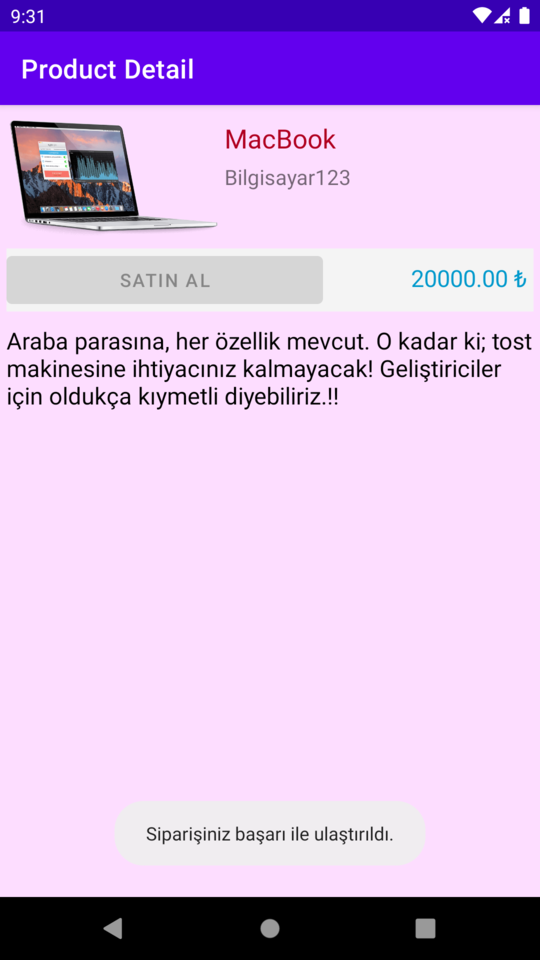 9:31
Product Detail
MacBook
Bilgisayar123
SATIN AL
20000.00 ₺
Araba parasına, her özellik mevcut. O kadar ki; tost
makinesine ihtiyacınız kalmayacak! Geliştiriciler
için oldukça kıymetli diyebiliriz.!!
Siparişiniz başarı ile ulaştırıldı.